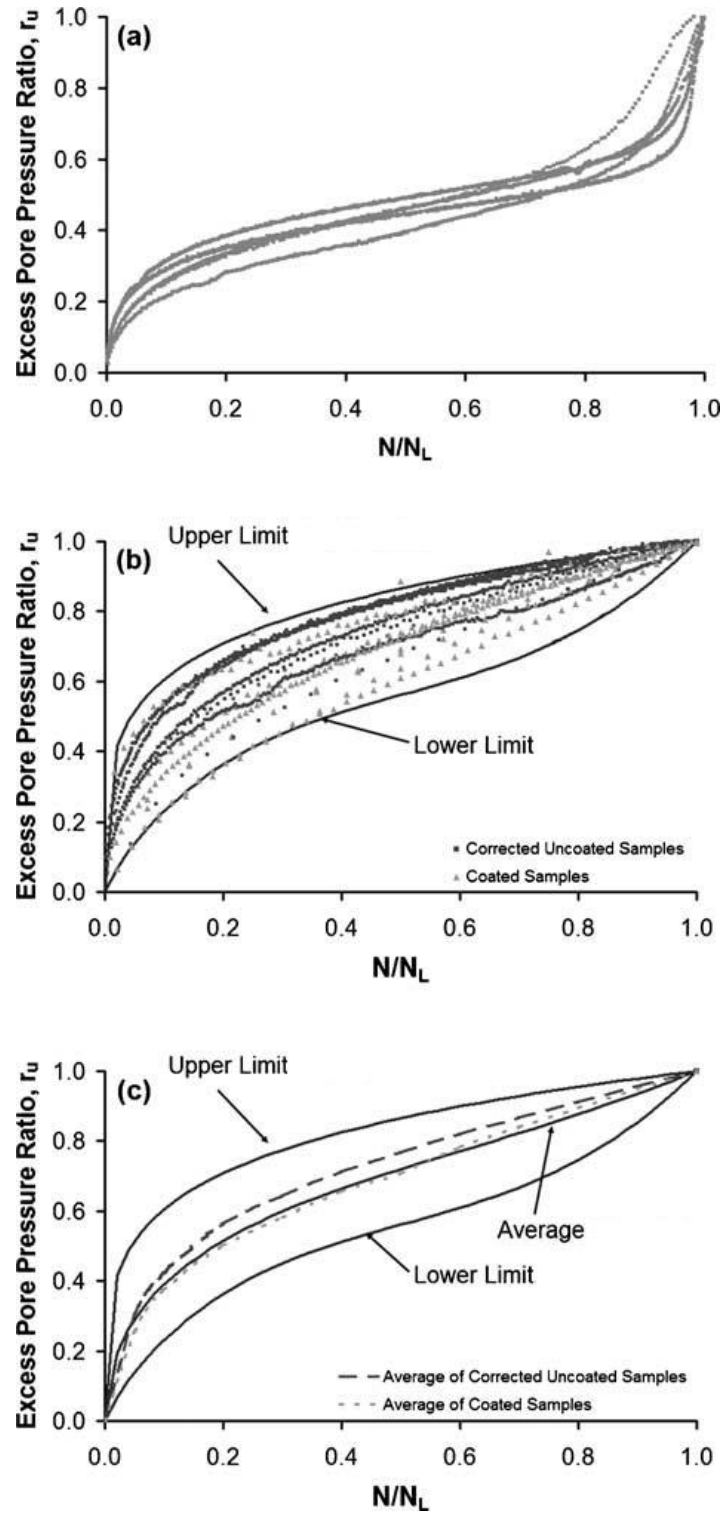 (a)
Excess Pore Pressure Ratio, ru
1.0
0.8
0.6
0.4
0.2
0.0
0.0 0.2 0.4 0.6 0.8 1.0
N/NL
(b)
Upper Limit
Excess Pore Pressure Ratio, ru
1.0
0.8
0.6
0.4
0.2
0.0
Lower Limit
Corrected Uncoated Samples
Coated Samples
0.0 0.2 0.4 0.6 0.8 1.0
N/NL
(c)
Upper Limit
Excess Pore Pressure Ratio, ru
1.0
0.8
0.6
0.4
0.2
0.0
Average
Lower Limit
Average of Corrected Uncoated Samples
Average of Coated Samples
0.0 0.2 0.4 0.6 0.8 1.0
N/NL